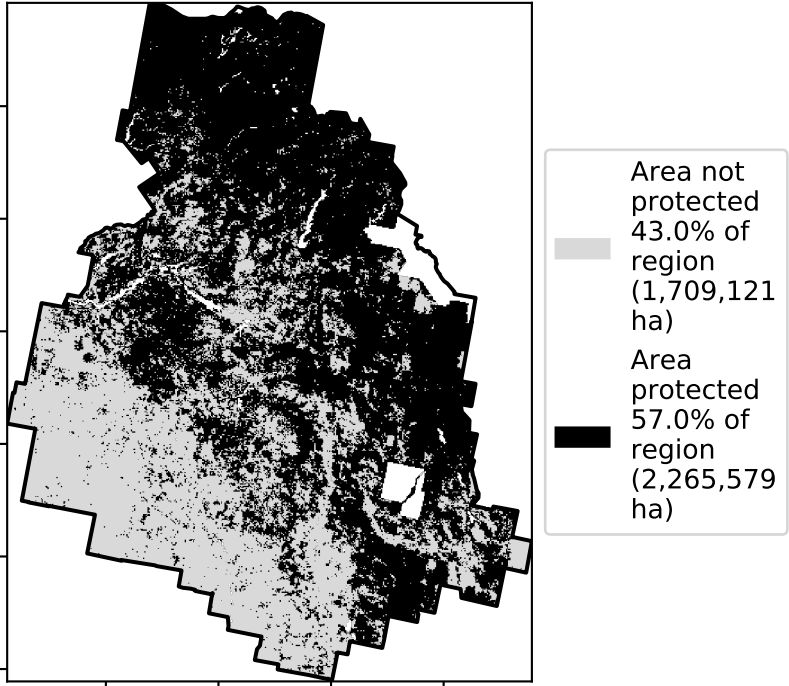 Area not
protected
43.0% of
region
(1,709,121
ha)
Area
protected
57.0% of
region
(2,265,579
ha)